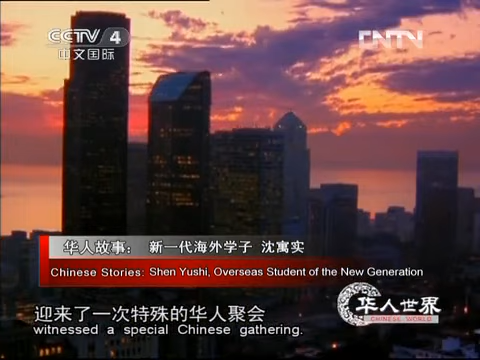 CCTV 4
中文国际
CNTV
华人故事： 新一代海外学子 沈寓实
Chinese Stories: Shen Yushi, Overseas Student of the New Generation
迎来了一次特殊的华人聚会
witnessed a special Chinese gathering.
华人世界
CHINESE WORLD